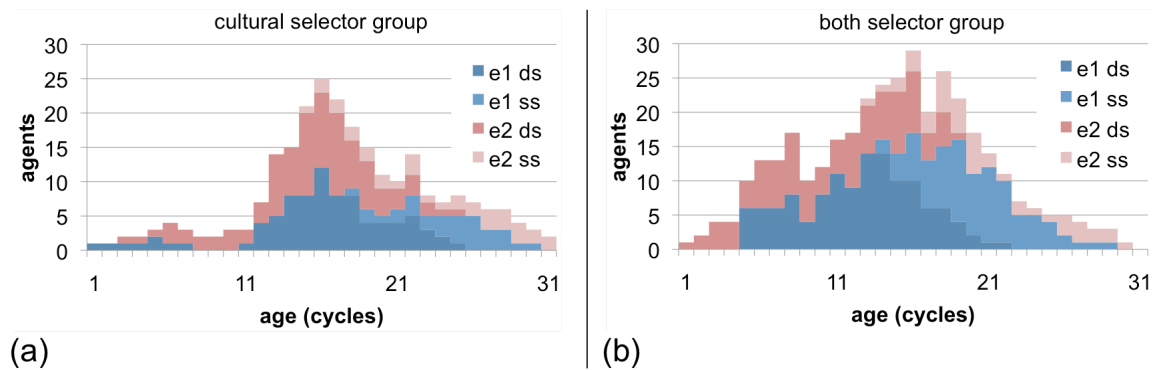 cultural selector group
30
25
20
15
10
5
0
agents
e1 ds
e1 ss
e2 ds
e2 ss
1 11 21 31
age (cycles)
(a)
both selector group
30
25
20
15
10
5
0
agents
e1 ds
e1 ss
e2 ds
e2 ss
1 11 21 31
age (cycles)
(b)